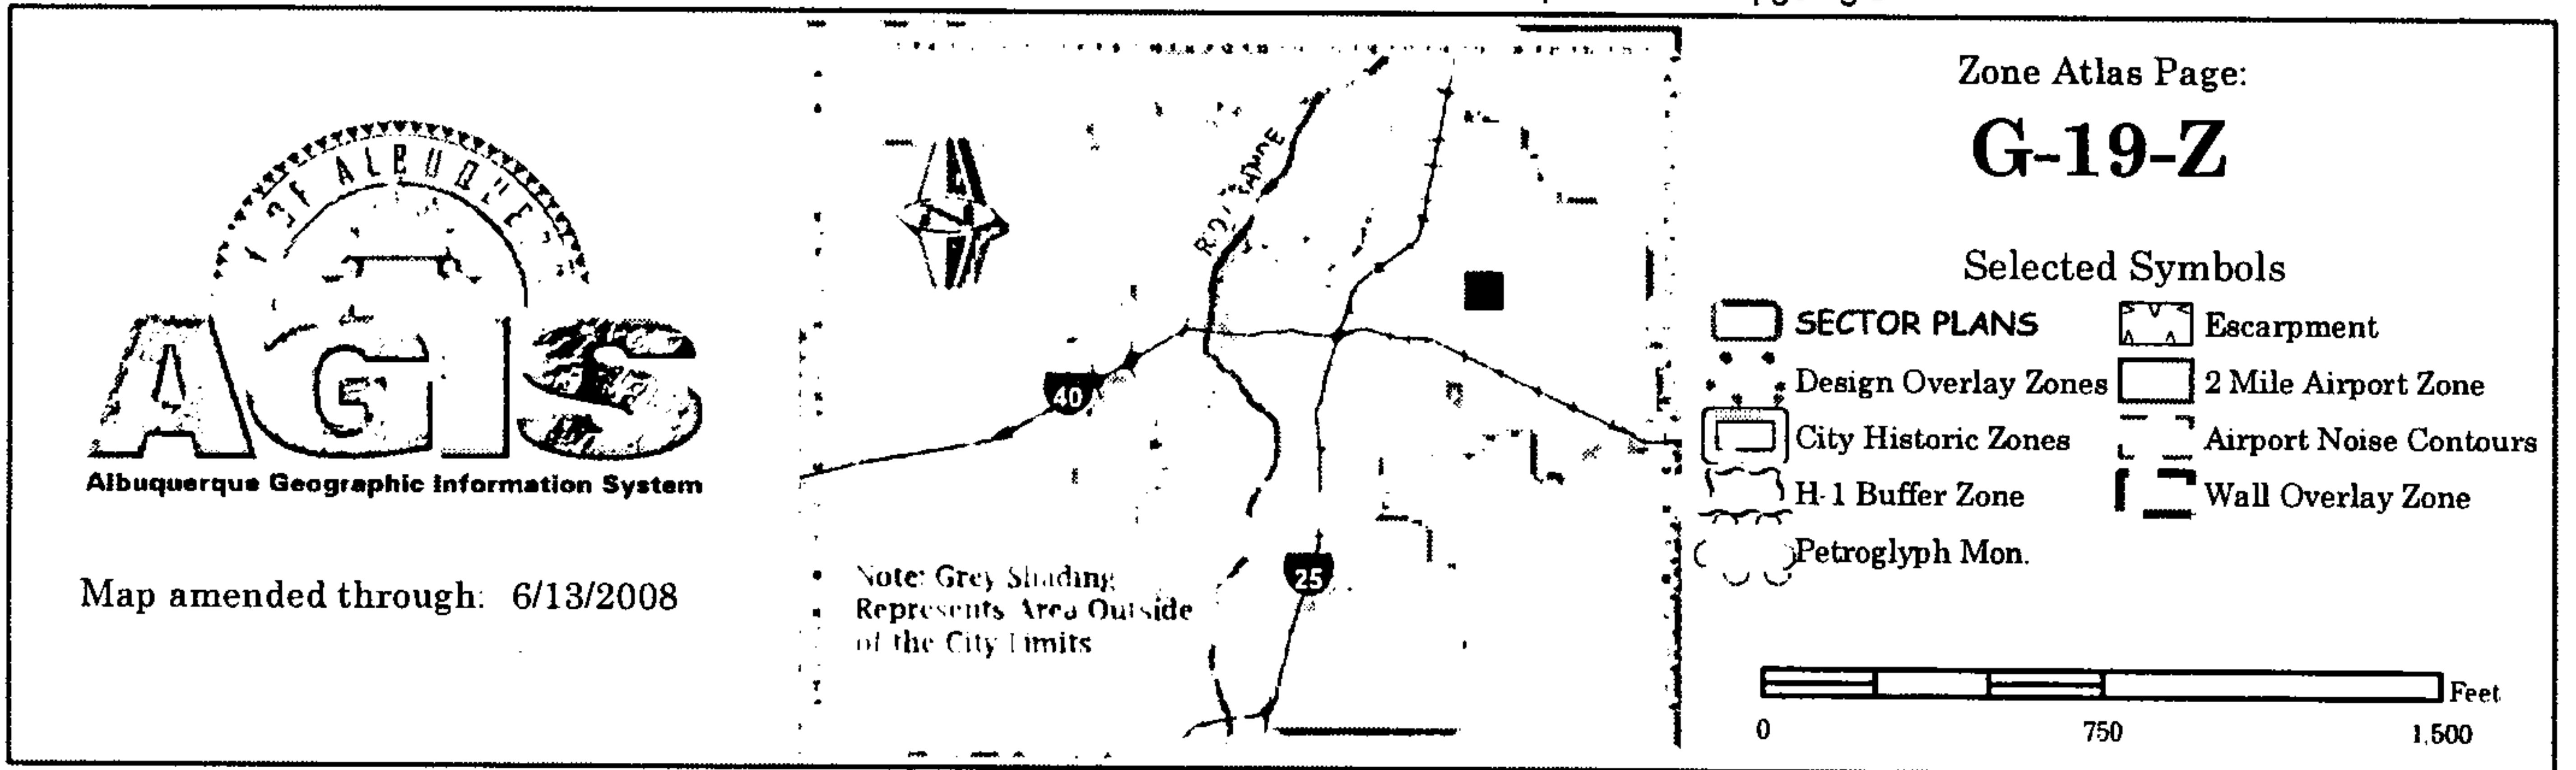 AGIS
Albuquerque Geographic Information System
Map amended through: 6/13/2008
40
25
Note: Grey Shading
Represents Area Outside
of the City Limits
Zone Atlas Page:
G-19-Z
Selected Symbols
SECTOR PLANS
Escarpment
Design Overlay Zones
2 Mile Airport Zone
City Historic Zones
Airport Noise Contours
H-1 Buffer Zone
Wall Overlay Zone
Petroglyph Mon.
Feet
0 750 1,500